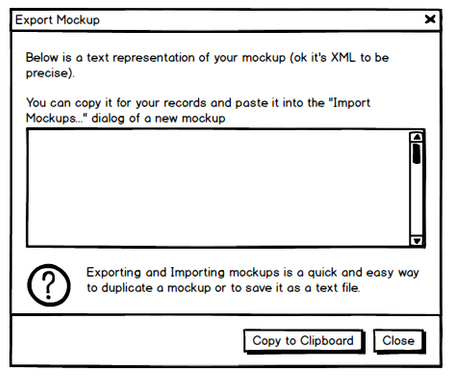 Export Mockup
Below is a text representation of your mockup (ok it's XML to be
precise).
You can copy it for your records and paste it into the "Import
Mockups..." dialog of a new mockup
?
Exporting and Importing mockups is a quick and easy way
to duplicate a mockup or to save it as a text file.
Copy to Clipboard
Close